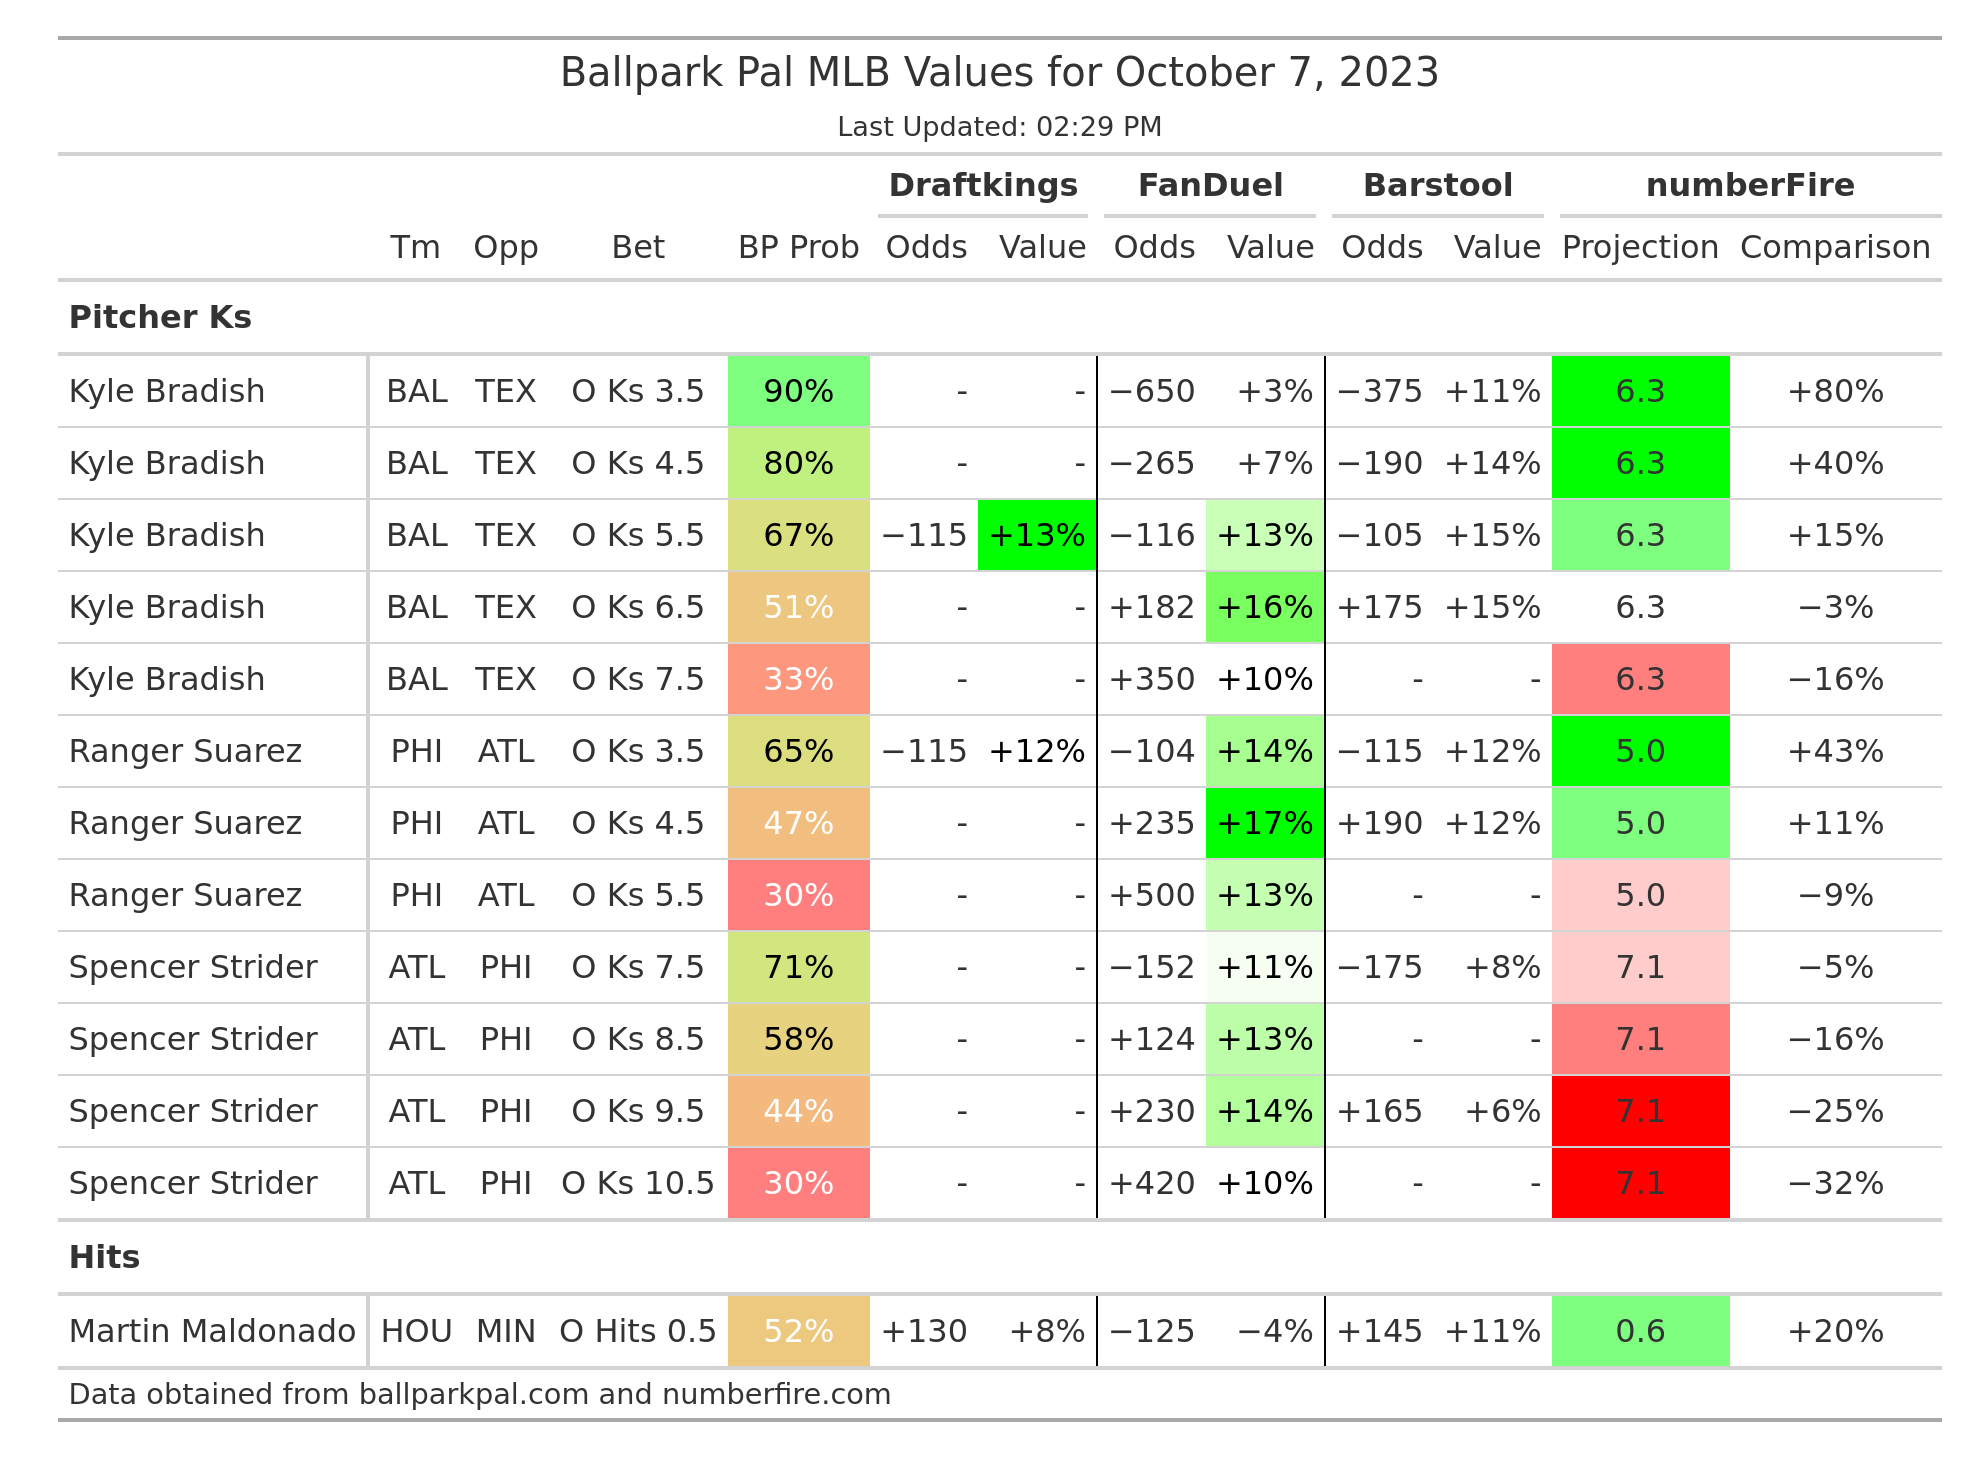 Ballpark Pal MLB Values for October 7, 2023
Last Updated: 02:29 PM
Draftkings FanDuel Barstool numberFire
Tm Opp Bet BP Prob Odds Value Odds Value Odds Value Projection Comparison
Pitcher Ks
Kyle Bradish BAL TEX O Ks 3.5 90% - - −650 +3% −375 +11% 6.3 +80%
Kyle Bradish BAL TEX O Ks 4.5 80% - - −265 +7% −190 +14% 6.3 +40%
Kyle Bradish BAL TEX O Ks 5.5 67% −115 +13% −116 +13% −105 +15% 6.3 +15%
Kyle Bradish BAL TEX O Ks 6.5 51% - - +182 +16% +175 +15% 6.3 −3%
Kyle Bradish BAL TEX O Ks 7.5 33% - - +350 +10% - - 6.3 −16%
Ranger Suarez PHI ATL O Ks 3.5 65% −115 +12% −104 +14% −115 +12% 5.0 +43%
Ranger Suarez PHI ATL O Ks 4.5 47% - - +235 +17% +190 +12% 5.0 +11%
Ranger Suarez PHI ATL O Ks 5.5 30% - - +500 +13% - - 5.0 −9%
Spencer Strider ATL PHI O Ks 7.5 71% - - −152 +11% −175 +8% 7.1 −5%
Spencer Strider ATL PHI O Ks 8.5 58% - - +124 +13% - - 7.1 −16%
Spencer Strider ATL PHI O Ks 9.5 44% - - +230 +14% +165 +6% 7.1 −25%
Spencer Strider ATL PHI O Ks 10.5 30% - - +420 +10% - - 7.1 −32%
Hits
Martin Maldonado HOU MIN O Hits 0.5 52% +130 +8% −125 −4% +145 +11% 0.6 +20%
Data obtained from ballparkpal.com and numberfire.com